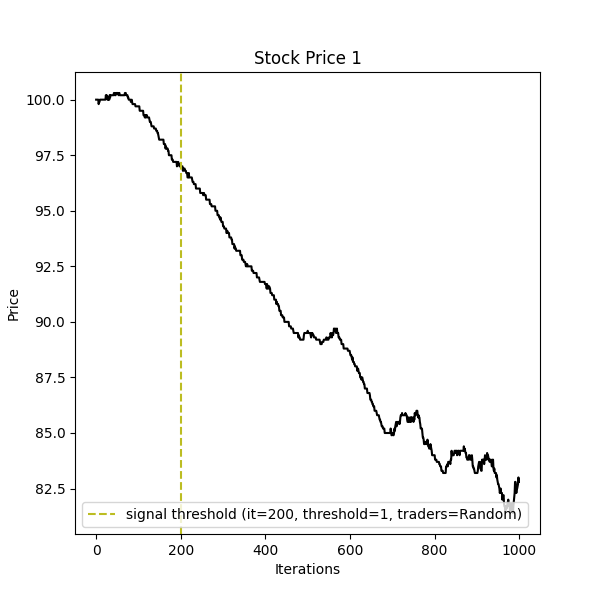 Stock Price 1
100.0
97.5
95.0
92.5
90.0
87.5
85.0
82.5
Price
signal threshold (it=200, threshold=1, traders=Random)
0 200 400 600 800 1000
Iterations